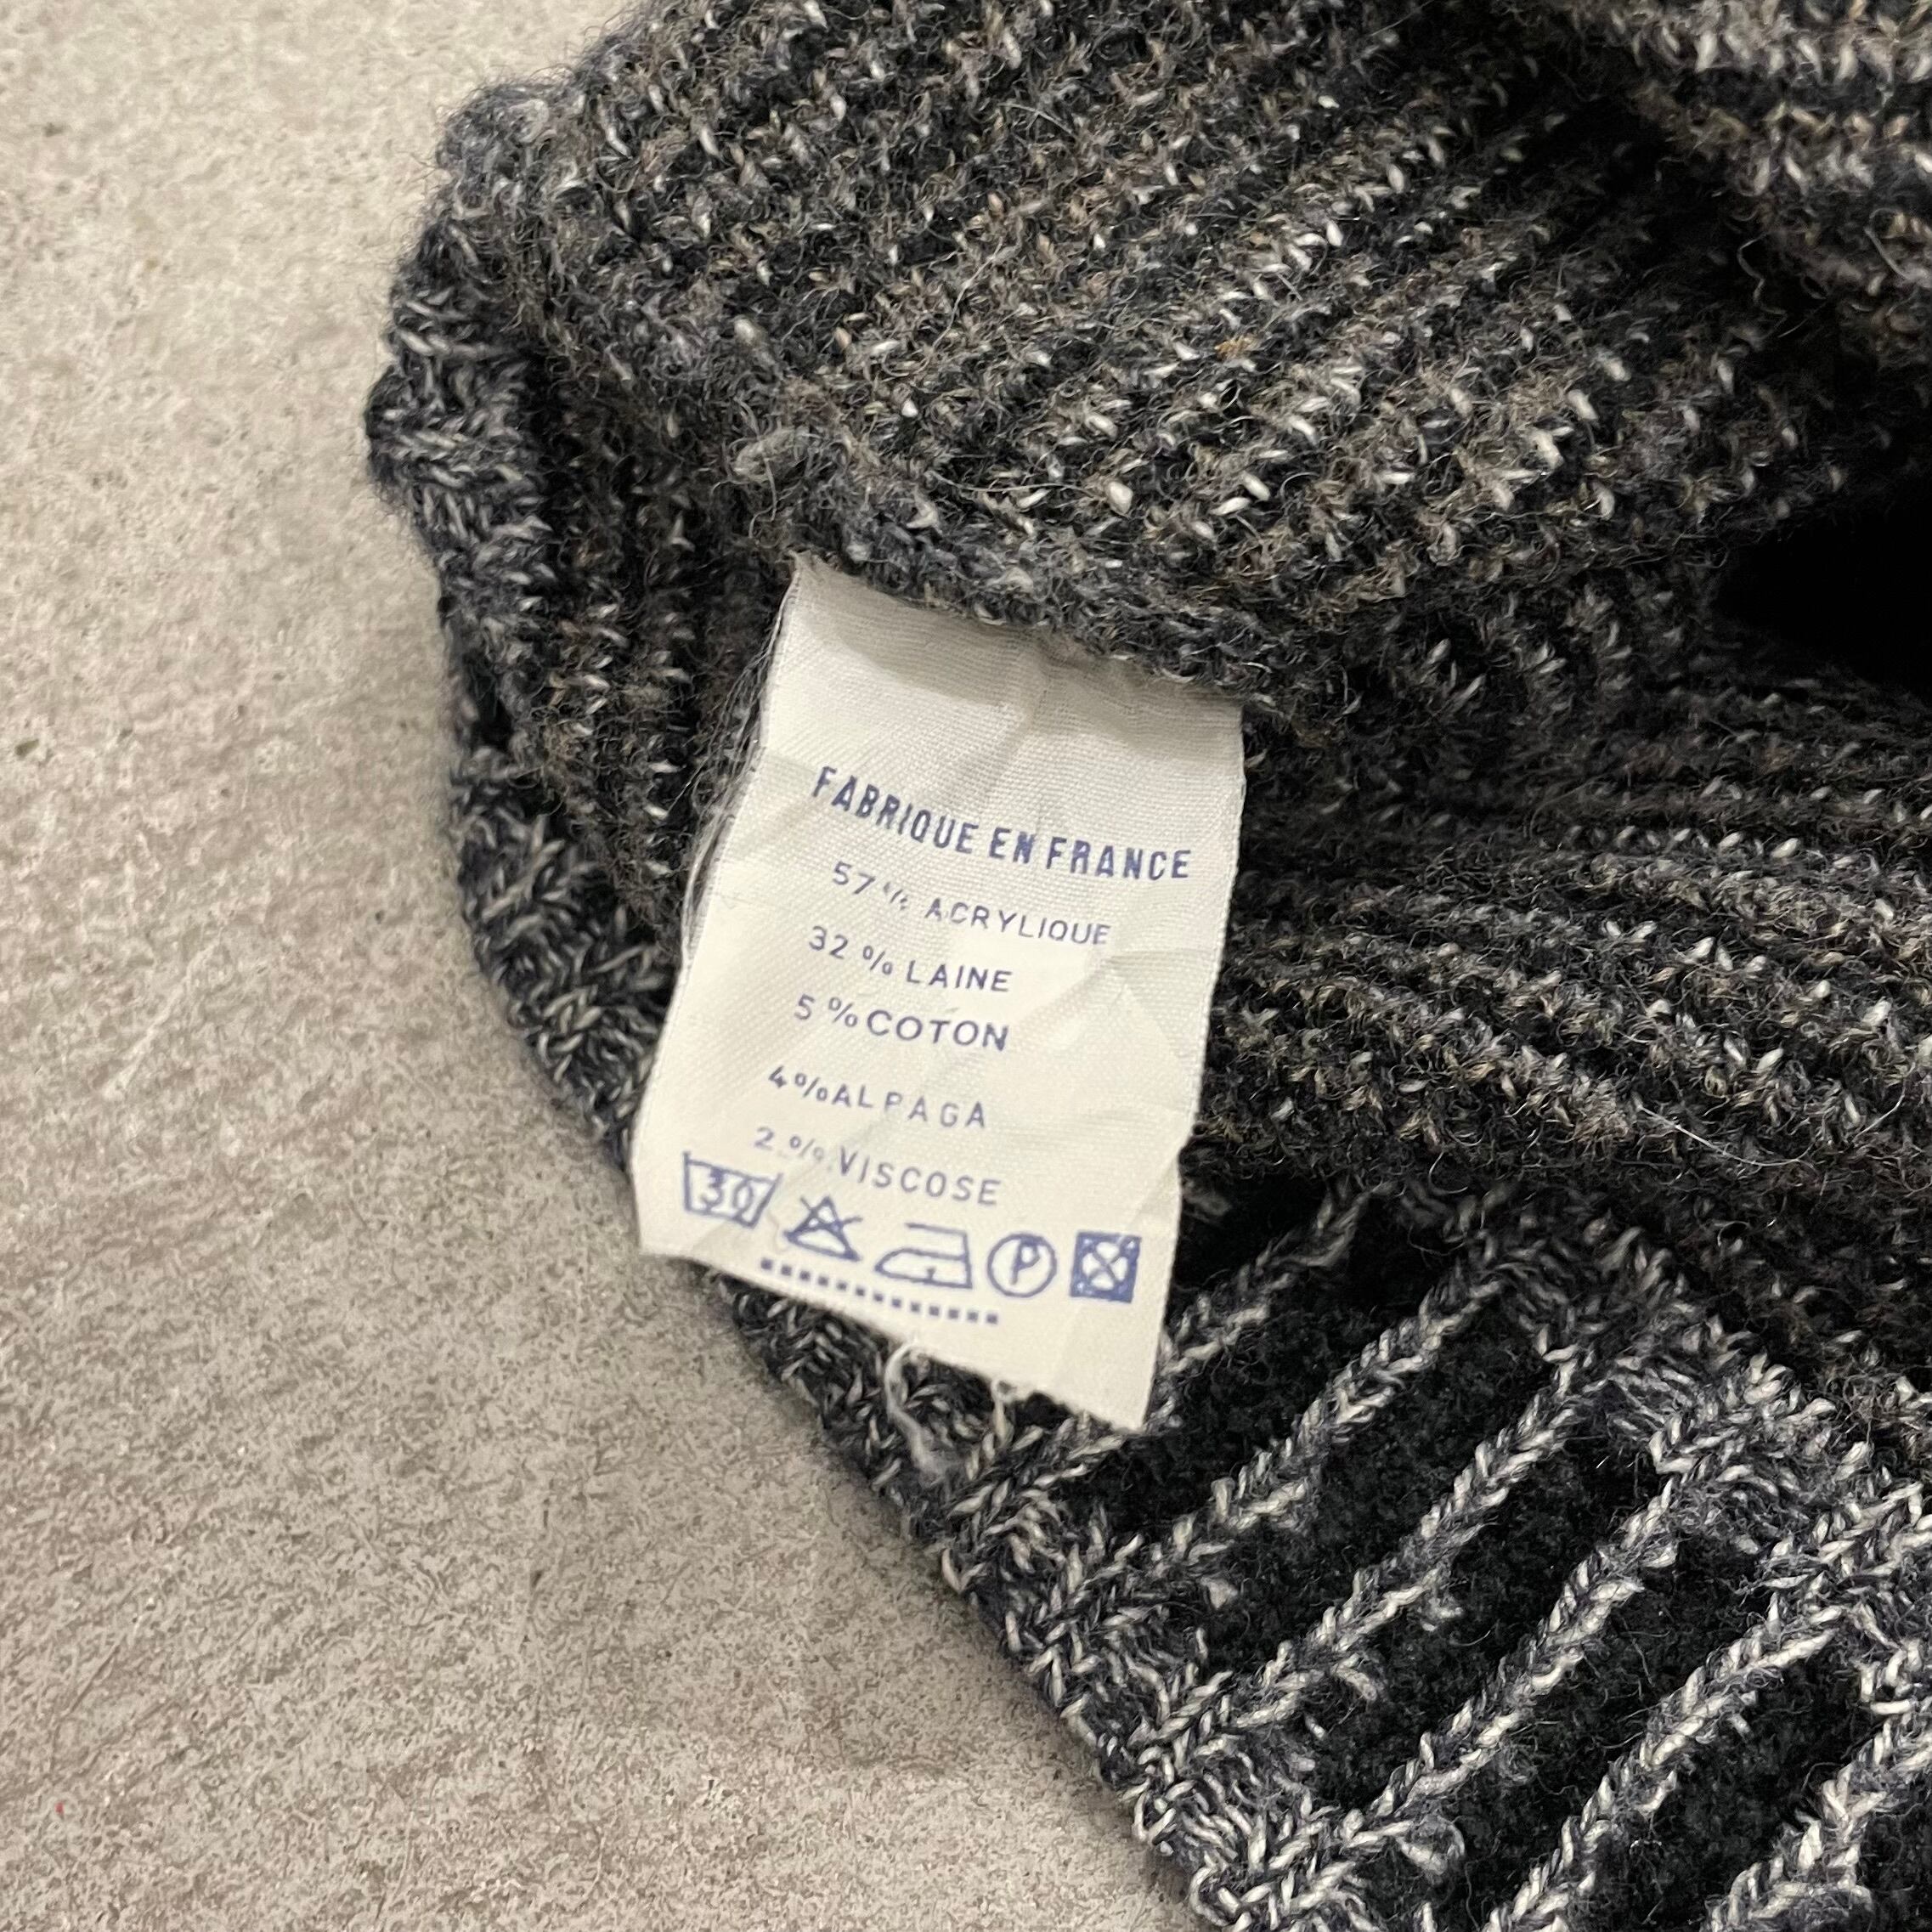 FABRIQUE EN FRANCE
57 % ACRYLIQUE
32 % LAINE
5 % COTON
4% ALPAGA
2 % VISCOSE
30 P